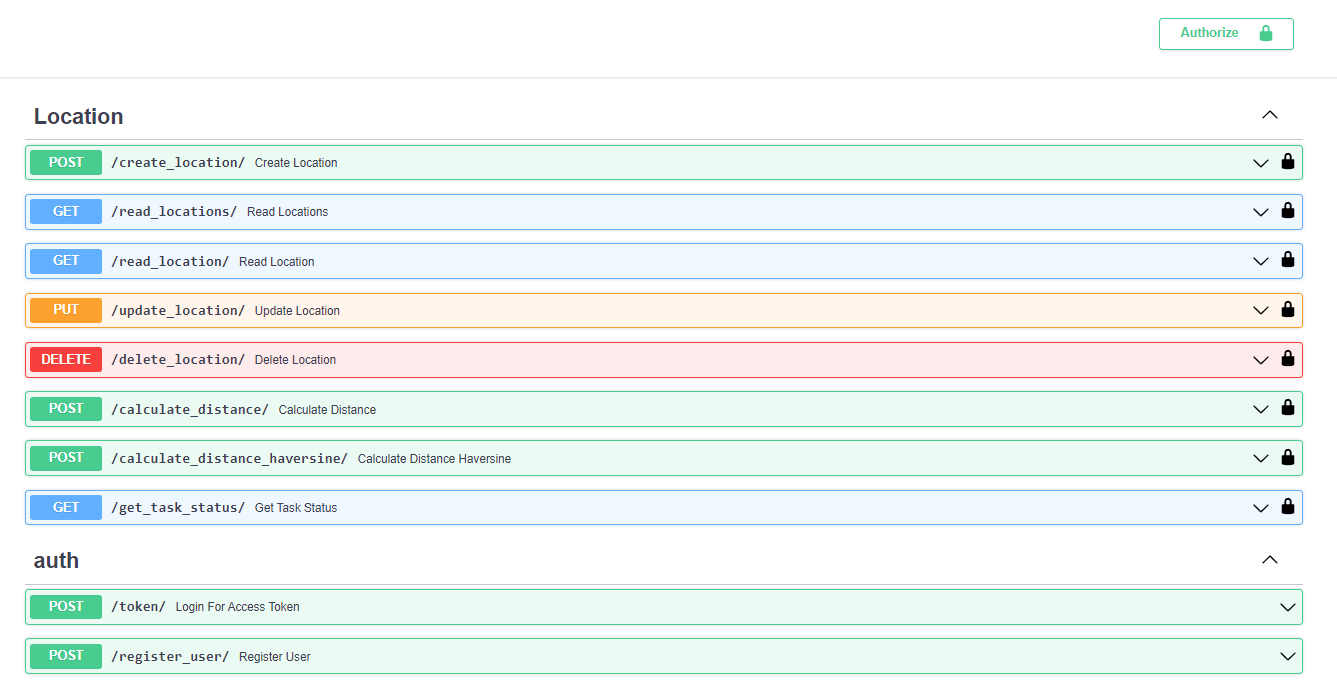 Authorize
Location
POST /create_location/ Create Location
GET /read_locations/ Read Locations
GET /read_location/ Read Location
PUT /update_location/ Update Location
DELETE /delete_location/ Delete Location
POST /calculate_distance/ Calculate Distance
POST /calculate_distance_haversine/ Calculate Distance Haversine
GET /get_task_status/ Get Task Status
auth
POST /token/ Login For Access Token
POST /register_user/ Register User